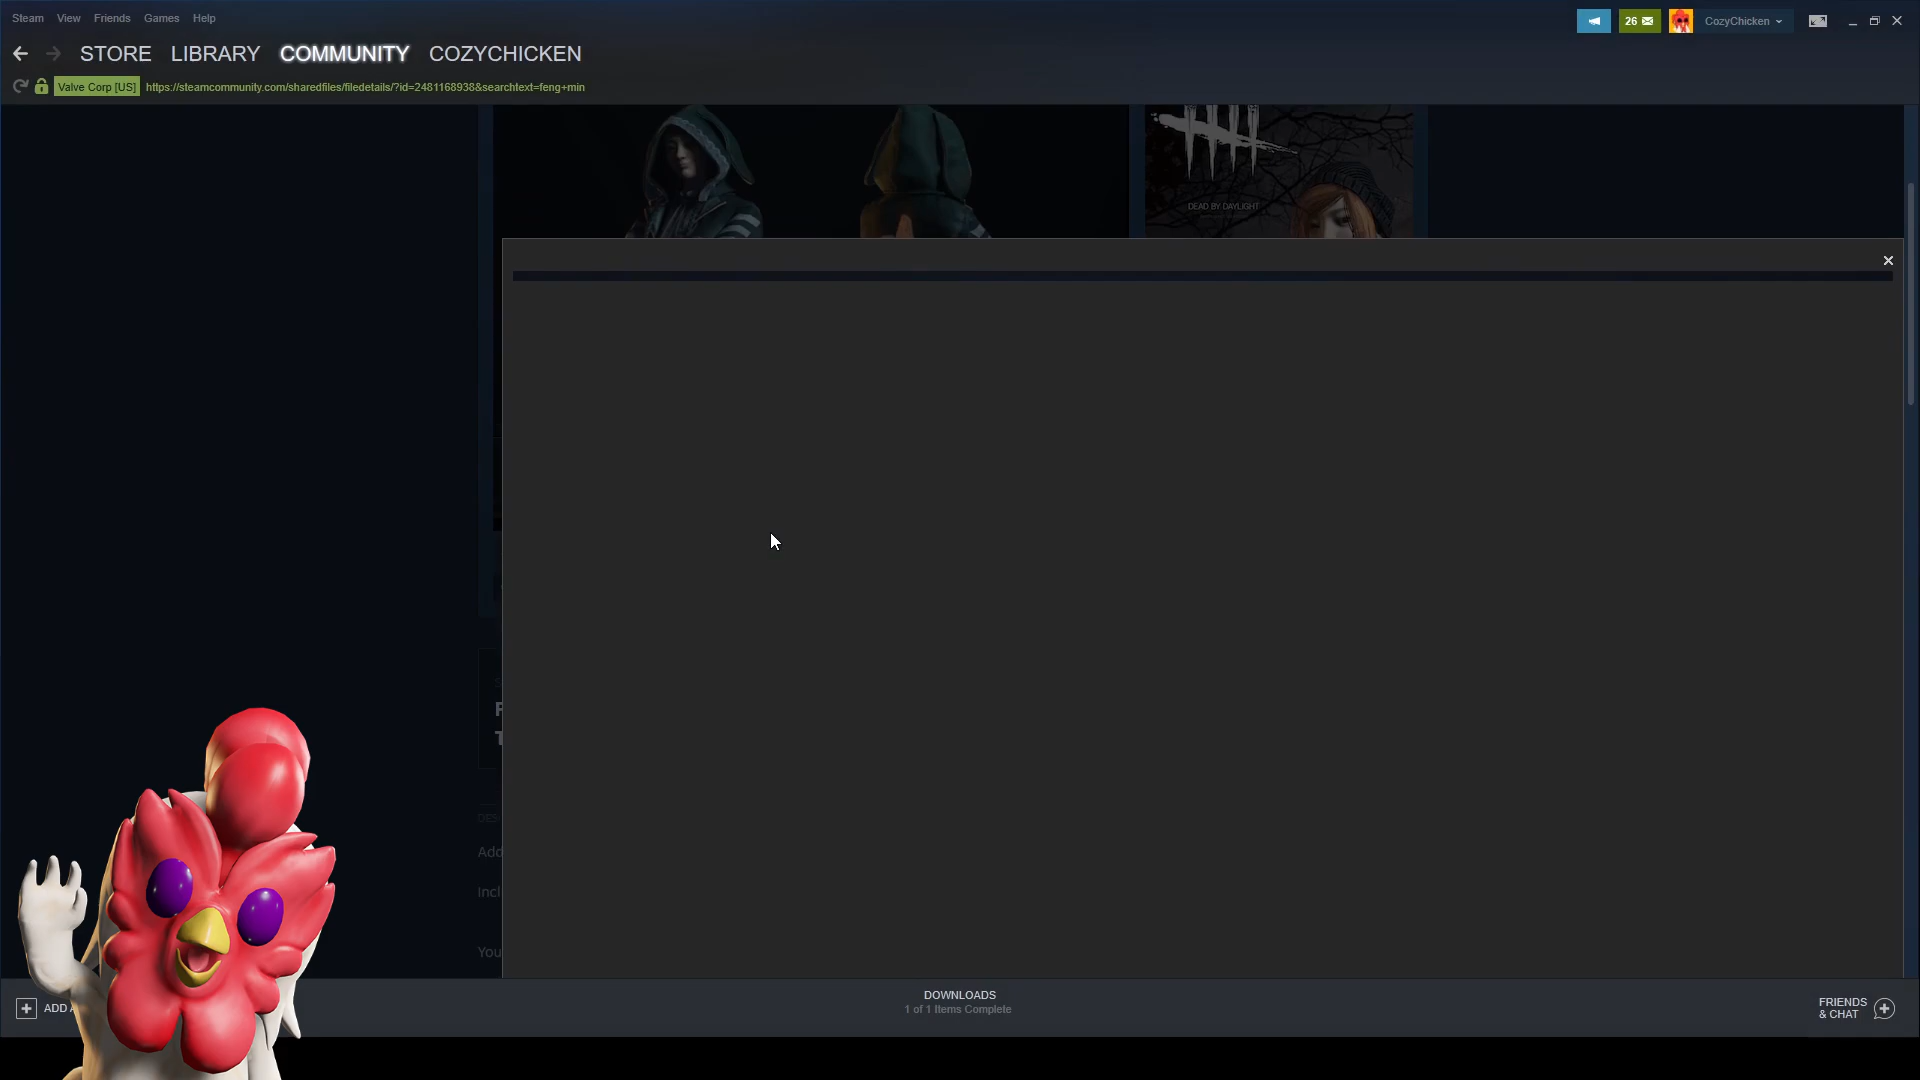 Steam View Friends Games Help
26 CozyChicken
STORE LIBRARY COMMUNITY COZYCHICKEN
Valve Corp [US] https://steamcommunity.com/sharedfiles/filedetails/?id=2481168938&searchtext=feng+min
DEAD BY DAYLIGHT
DES
Add
Incl
You
DOWNLOADS
1 of 1 Items Complete
ADD
FRIENDS
& CHAT